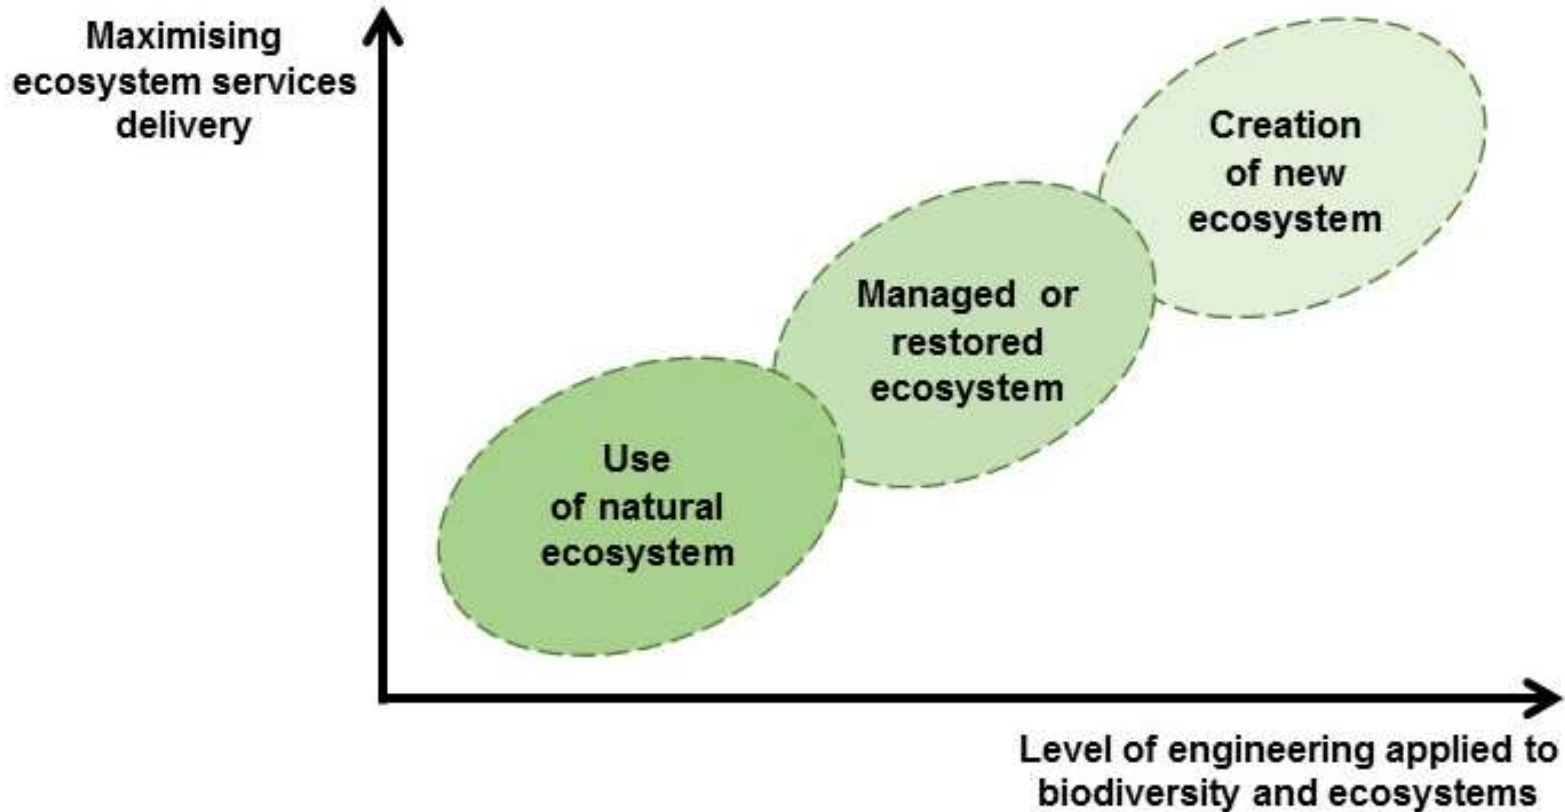 Maximising
ecosystem services
delivery
Creation
of new
ecosystem
Managed or
restored
ecosystem
Use
of natural
ecosystem
Level of engineering applied to
biodiversity and ecosystems